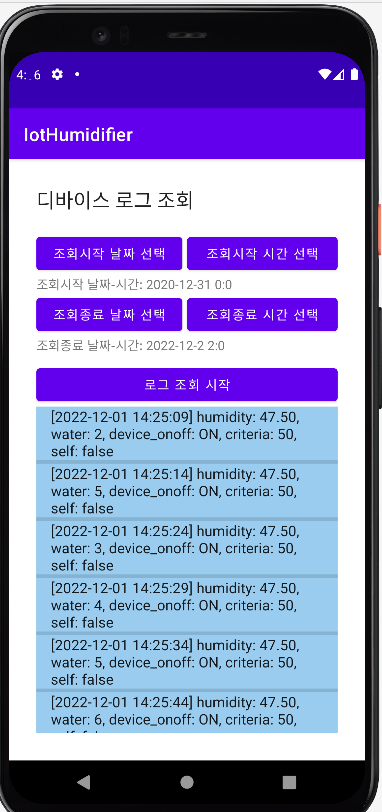 IotHumidifier
디바이스 로그 조회
조회시작 날짜 선택 조회시작 시간 선택
조회시작 날짜-시간: 2020-12-31 0:0
조회종료 날짜 선택 조회종료 시간 선택
조회종료 날짜-시간: 2022-12-2 2:0
로그 조회 시작
[2022-12-01 14:25:09] humidity: 47.50,
water: 2, device_onoff: ON, criteria: 50,
self: false
[2022-12-01 14:25:14] humidity: 47.50,
water: 5, device_onoff: ON, criteria: 50,
self: false
[2022-12-01 14:25:24] humidity: 47.50,
water: 3, device_onoff: ON, criteria: 50,
self: false
[2022-12-01 14:25:29] humidity: 47.50,
water: 4, device_onoff: ON, criteria: 50,
self: false
[2022-12-01 14:25:34] humidity: 47.50,
water: 5, device_onoff: ON, criteria: 50,
self: false
[2022-12-01 14:25:44] humidity: 47.50,
water: 6, device_onoff: ON, criteria: 50,